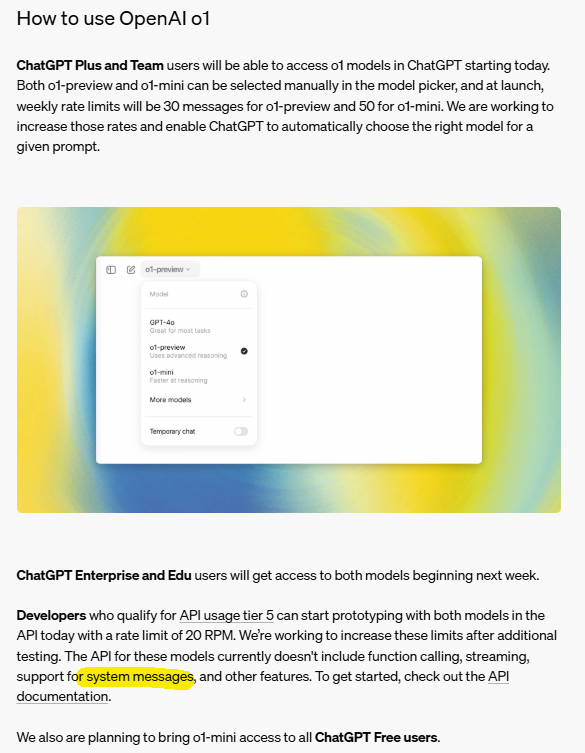 How to use OpenAI o1
ChatGPT Plus and Team users will be able to access o1 models in ChatGPT starting today.
Both o1-preview and o1-mini can be selected manually in the model picker, and at launch,
weekly rate limits will be 30 messages for o1-preview and 50 for o1-mini. We are working to
increase those rates and enable ChatGPT to automatically choose the right model for a
given prompt.
o1-preview
Model
GPT-4o
Great for most tasks
o1-preview
Uses advanced reasoning
o1-mini
Faster at reasoning
More models
Temporary chat
ChatGPT Enterprise and Edu users will get access to both models beginning next week.
Developers who qualify for API usage tier 5 can start prototyping with both models in the
API today with a rate limit of 20 RPM. We're working to increase these limits after additional
testing. The API for these models currently doesn't include function calling, streaming,
support for system messages, and other features. To get started, check out the API
documentation.
We also are planning to bring o1-mini access to all ChatGPT Free users.